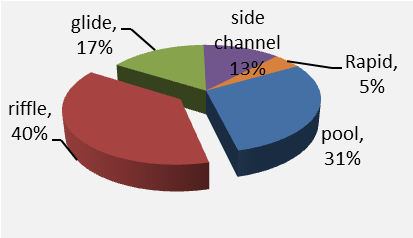 side
channel
13%
glide,
17%
Rapid,
5%
riffle,
40%
pool,
31%